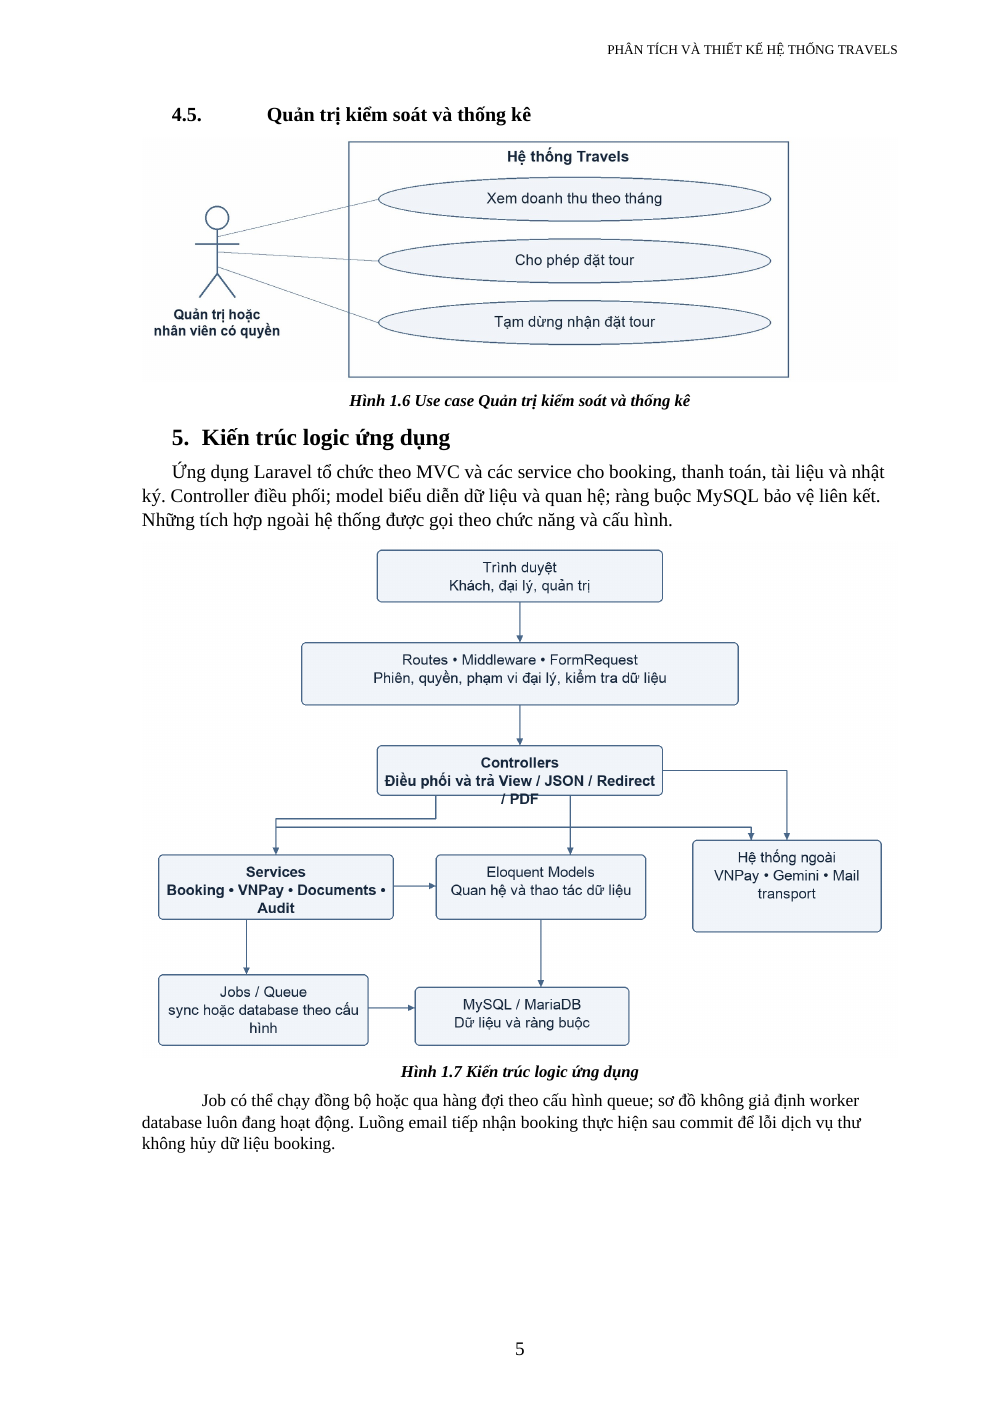 PHÂN TÍCH VÀ THIẾT KẾ HỆ THỐNG TRAVELS
4.5. Quản trị kiểm soát và thống kê
Hệ thống Travels
Xem doanh thu theo tháng
Cho phép đặt tour
Tạm dừng nhận đặt tour
Quản trị hoặc
nhân viên có quyền
Hình 1.6 Use case Quản trị kiểm soát và thống kê
5. Kiến trúc logic ứng dụng
Ứng dụng Laravel tổ chức theo MVC và các service cho booking, thanh toán, tài liệu và nhật
ký. Controller điều phối; model biểu diễn dữ liệu và quan hệ; ràng buộc MySQL bảo vệ liên kết.
Những tích hợp ngoài hệ thống được gọi theo chức năng và cấu hình.
Trình duyệt
Khách, đại lý, quản trị
Routes • Middleware • FormRequest
Phiên, quyền, phạm vi đại lý, kiểm tra dữ liệu
Controllers
Điều phối và trả View / JSON / Redirect
/ PDF
Services
Booking • VNPay • Documents •
Audit
Eloquent Models
Quan hệ và thao tác dữ liệu
Hệ thống ngoài
VNPay • Gemini • Mail
transport
Jobs / Queue
sync hoặc database theo cấu
hình
MySQL / MariaDB
Dữ liệu và ràng buộc
Hình 1.7 Kiến trúc logic ứng dụng
Job có thể chạy đồng bộ hoặc qua hàng đợi theo cấu hình queue; sơ đồ không giả định worker
database luôn đang hoạt động. Luồng email tiếp nhận booking thực hiện sau commit để lỗi dịch vụ thư
không hủy dữ liệu booking.
5